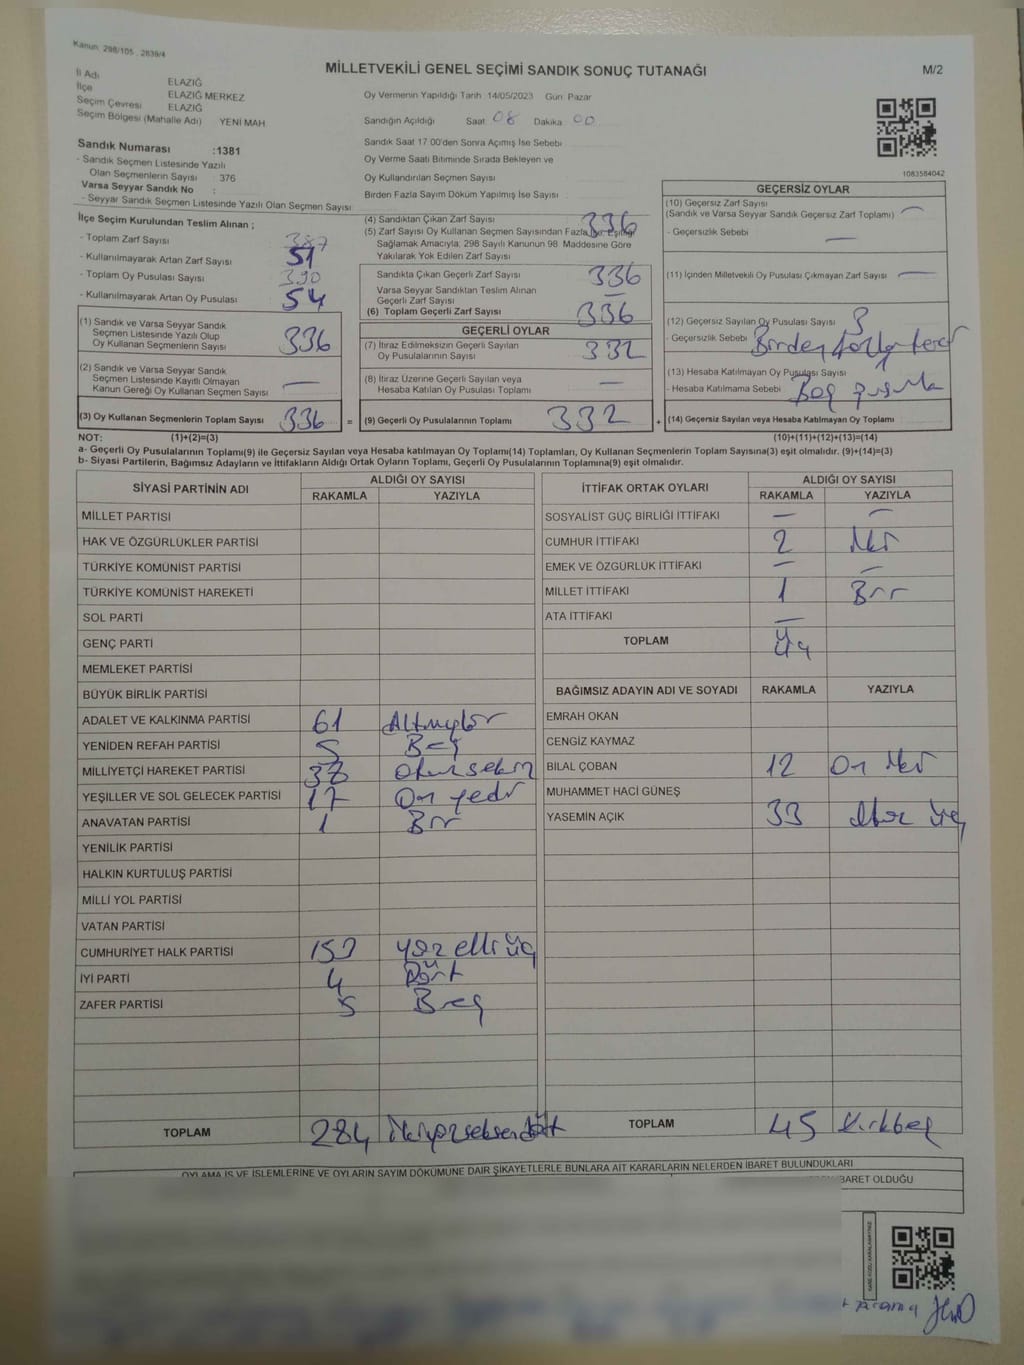 Kanun: 298/105 , 2839/4
MİLLETVEKİLİ GENEL SEÇİMİ SANDIK SONUÇ TUTANAĞI
M/2
İl Adı ELAZIĞ
İlçe ELAZIĞ MERKEZ
Seçim Çevresi ELAZIĞ
Seçim Bölgesi (Mahalle Adı) YENİ MAH
Oy Vermenin Yapıldığı Tarih :14/05/2023 Gün: Pazar
Sandığın Açıldığı Saat: 08 Dakika: 00
Sandık Saat 17:00'den Sonra Açımış İse Sebebi :
Oy Verme Saati Bitiminde Sırada Bekleyen ve
Oy Kullandırılan Seçmen Sayısı :
Birden Fazla Sayım Döküm Yapılmış İse Sayısı :
1083584042
Sandık Numarası :1381
- Sandık Seçmen Listesinde Yazılı
Olan Seçmenlerin Sayısı : 376
Varsa Seyyar Sandık No :
- Seyyar Sandık Seçmen Listesinde Yazılı Olan Seçmen Sayısı:
İlçe Seçim Kurulundan Teslim Alınan ;
- Toplam Zarf Sayısı : 387
- Kullanılmayarak Artan Zarf Sayısı : 51
- Toplam Oy Pusulası Sayısı : 390
- Kullanılmayarak Artan Oy Pusulası : 54
(1) Sandık ve Varsa Seyyar Sandık
Seçmen Listesinde Yazılı Olup
Oy Kullanan Seçmenlerin Sayısı : 336
(2) Sandık ve Varsa Seyyar Sandık
Seçmen Listesinde Kayıtlı Olmayan
Kanun Gereği Oy Kullanan Seçmen Sayısı : —
(3) Oy Kullanan Seçmenlerin Toplam Sayısı : 336 =
(4) Sandıktan Çıkan Zarf Sayısı : 336
(5) Zarf Sayısı Oy Kullanan Seçmen Sayısından Fazla İse, Eşitliği
Sağlamak Amacıyla; 298 Sayılı Kanunun 98. Maddesine Göre
Yakılarak Yok Edilen Zarf Sayısı :
Sandıkta Çıkan Geçerli Zarf Sayısı : 336
Varsa Seyyar Sandıktan Teslim Alınan
Geçerli Zarf Sayısı : —
(6) Toplam Geçerli Zarf Sayısı : 336
GEÇERLİ OYLAR
(7) İtiraz Edilmeksizin Geçerli Sayılan
Oy Pusulalarının Sayısı : 332
(8) İtiraz Üzerine Geçerli Sayılan veya
Hesaba Katılan Oy Pusulası Toplamı : —
(9) Geçerli Oy Pusulalarının Toplamı : 332 +
GEÇERSİZ OYLAR
(10) Geçersiz Zarf Sayısı
(Sandık ve Varsa Seyyar Sandık Geçersiz Zarf Toplamı) : —
- Geçersizlik Sebebi : —
(11) İçinden Milletvekili Oy Pusulası Çıkmayan Zarf Sayısı : —
(12) Geçersiz Sayılan Oy Pusulası Sayısı : 3
- Geçersizlik Sebebi : Birden fazla
(13) Hesaba Katılmayan Oy Pusulası Sayısı : 1
- Hesaba Katılmama Sebebi : Boş pusula
(14) Geçersiz Sayılan veya Hesaba Katılmayan Oy Toplamı :
NOT: (1)+(2)=(3) (10)+(11)+(12)+(13)=(14)
a- Geçerli Oy Pusulalarının Toplamı(9) ile Geçersiz Sayılan veya Hesaba katılmayan Oy Toplamı(14) Toplamları, Oy Kullanan Seçmenlerin Toplam Sayısına(3) eşit olmalıdır. (9)+(14)=(3)
b- Siyasi Partilerin, Bağımsız Adayların ve İttifakların Aldığı Ortak Oyların Toplamı, Geçerli Oy Pusulalarının Toplamına(9) eşit olmalıdır.
SİYASİ PARTİNİN ADI ALDIĞI OY SAYISI
RAKAMLA YAZIYLA
MİLLET PARTİSİ
HAK VE ÖZGÜRLÜKLER PARTİSİ
TÜRKİYE KOMÜNİST PARTİSİ
TÜRKİYE KOMÜNİST HAREKETİ
SOL PARTİ
GENÇ PARTİ
MEMLEKET PARTİSİ
BÜYÜK BİRLİK PARTİSİ
ADALET VE KALKINMA PARTİSİ 61 Altmışbir
YENİDEN REFAH PARTİSİ 5 Beş
MİLLİYETÇİ HAREKET PARTİSİ 38 Otuzsekiz
YEŞİLLER VE SOL GELECEK PARTİSİ 17 On yedi
ANAVATAN PARTİSİ 1 Bir
YENİLİK PARTİSİ
HALKIN KURTULUŞ PARTİSİ
MİLLİ YOL PARTİSİ
VATAN PARTİSİ
CUMHURİYET HALK PARTİSİ 153 yüz elli üç
İYİ PARTİ 4 Dört
ZAFER PARTİSİ 5 Beş
TOPLAM 284 İkiyüzseksendört
İTTİFAK ORTAK OYLARI ALDIĞI OY SAYISI
RAKAMLA YAZIYLA
SOSYALİST GÜÇ BİRLİĞİ İTTİFAKI — —
CUMHUR İTTİFAKI 2 İki
EMEK VE ÖZGÜRLÜK İTTİFAKI — —
MİLLET İTTİFAKI 1 Bir
ATA İTTİFAKI —
TOPLAM Üç
BAĞIMSIZ ADAYIN ADI VE SOYADI RAKAMLA YAZIYLA
EMRAH OKAN
CENGİZ KAYMAZ
BİLAL ÇOBAN 12 On iki
MUHAMMET HACİ GÜNEŞ
YASEMİN AÇIK 33 otuz üç
TOPLAM 45 Kırkbeş
OYLAMA İŞ VE İŞLEMLERİNE VE OYLARIN SAYIM DÖKÜMÜNE DAİR ŞİKAYETLERLE BUNLARA AİT KARARLARIN NELERDEN İBARET BULUNDUKLARI
İBARET OLDUĞU